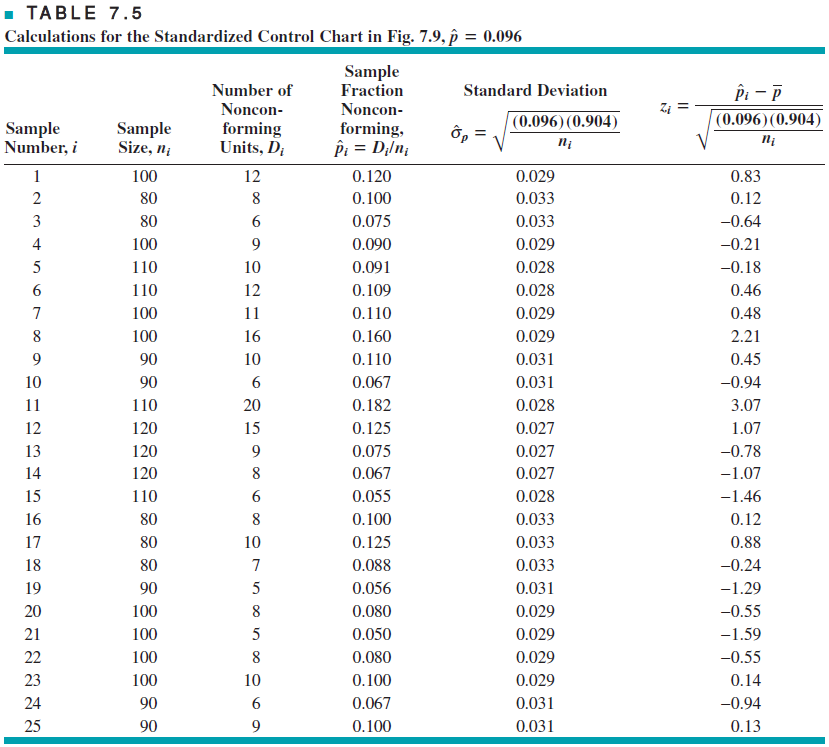 TABLE 7.5
Calculations for the Standardized Control Chart in Fig. 7.9, p̂ = 0.096
Sample Number, i | Sample Size, nᵢ | Number of Noncon-forming Units, Dᵢ | Sample Fraction Noncon-forming, p̂ᵢ = Dᵢ/nᵢ | Standard Deviation σ̂ₚ = √((0.096)(0.904)/nᵢ) | zᵢ = (p̂ᵢ − p̅)/√((0.096)(0.904)/nᵢ)
1 100 12 0.120 0.029 0.83
2 80 8 0.100 0.033 0.12
3 80 6 0.075 0.033 −0.64
4 100 9 0.090 0.029 −0.21
5 110 10 0.091 0.028 −0.18
6 110 12 0.109 0.028 0.46
7 100 11 0.110 0.029 0.48
8 100 16 0.160 0.029 2.21
9 90 10 0.110 0.031 0.45
10 90 6 0.067 0.031 −0.94
11 110 20 0.182 0.028 3.07
12 120 15 0.125 0.027 1.07
13 120 9 0.075 0.027 −0.78
14 120 8 0.067 0.027 −1.07
15 110 6 0.055 0.028 −1.46
16 80 8 0.100 0.033 0.12
17 80 10 0.125 0.033 0.88
18 80 7 0.088 0.033 −0.24
19 90 5 0.056 0.031 −1.29
20 100 8 0.080 0.029 −0.55
21 100 5 0.050 0.029 −1.59
22 100 8 0.080 0.029 −0.55
23 100 10 0.100 0.029 0.14
24 90 6 0.067 0.031 −0.94
25 90 9 0.100 0.031 0.13